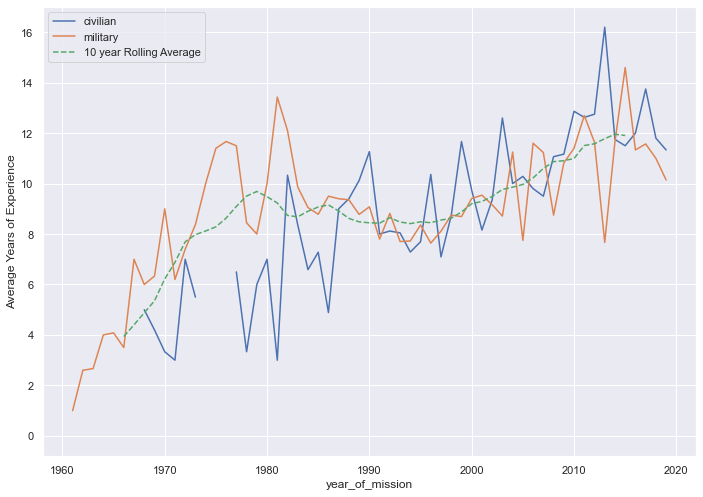 civilian
military
10 year Rolling Average
16
14
12
10
8
6
4
2
0
Average Years of Experience
1960 1970 1980 1990 2000 2010 2020
year_of_mission